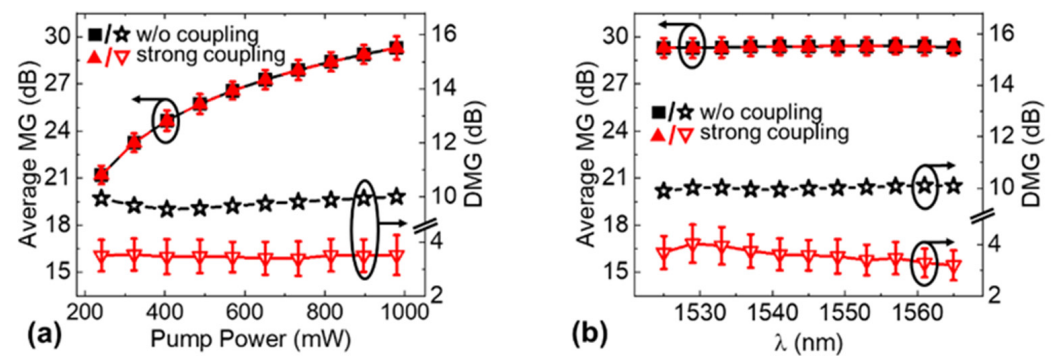 30
27
24
21
18
15
Average MG (dB)
w/o coupling
strong coupling
16
14
12
10
4
2
DMG (dB)
200
400
600
800
1000
Pump Power (mW)
(a)
30
27
24
21
18
15
Average MG (dB)
w/o coupling
strong coupling
16
14
12
10
4
2
DMG (dB)
1530
1540
1550
1560
λ (nm)
(b)